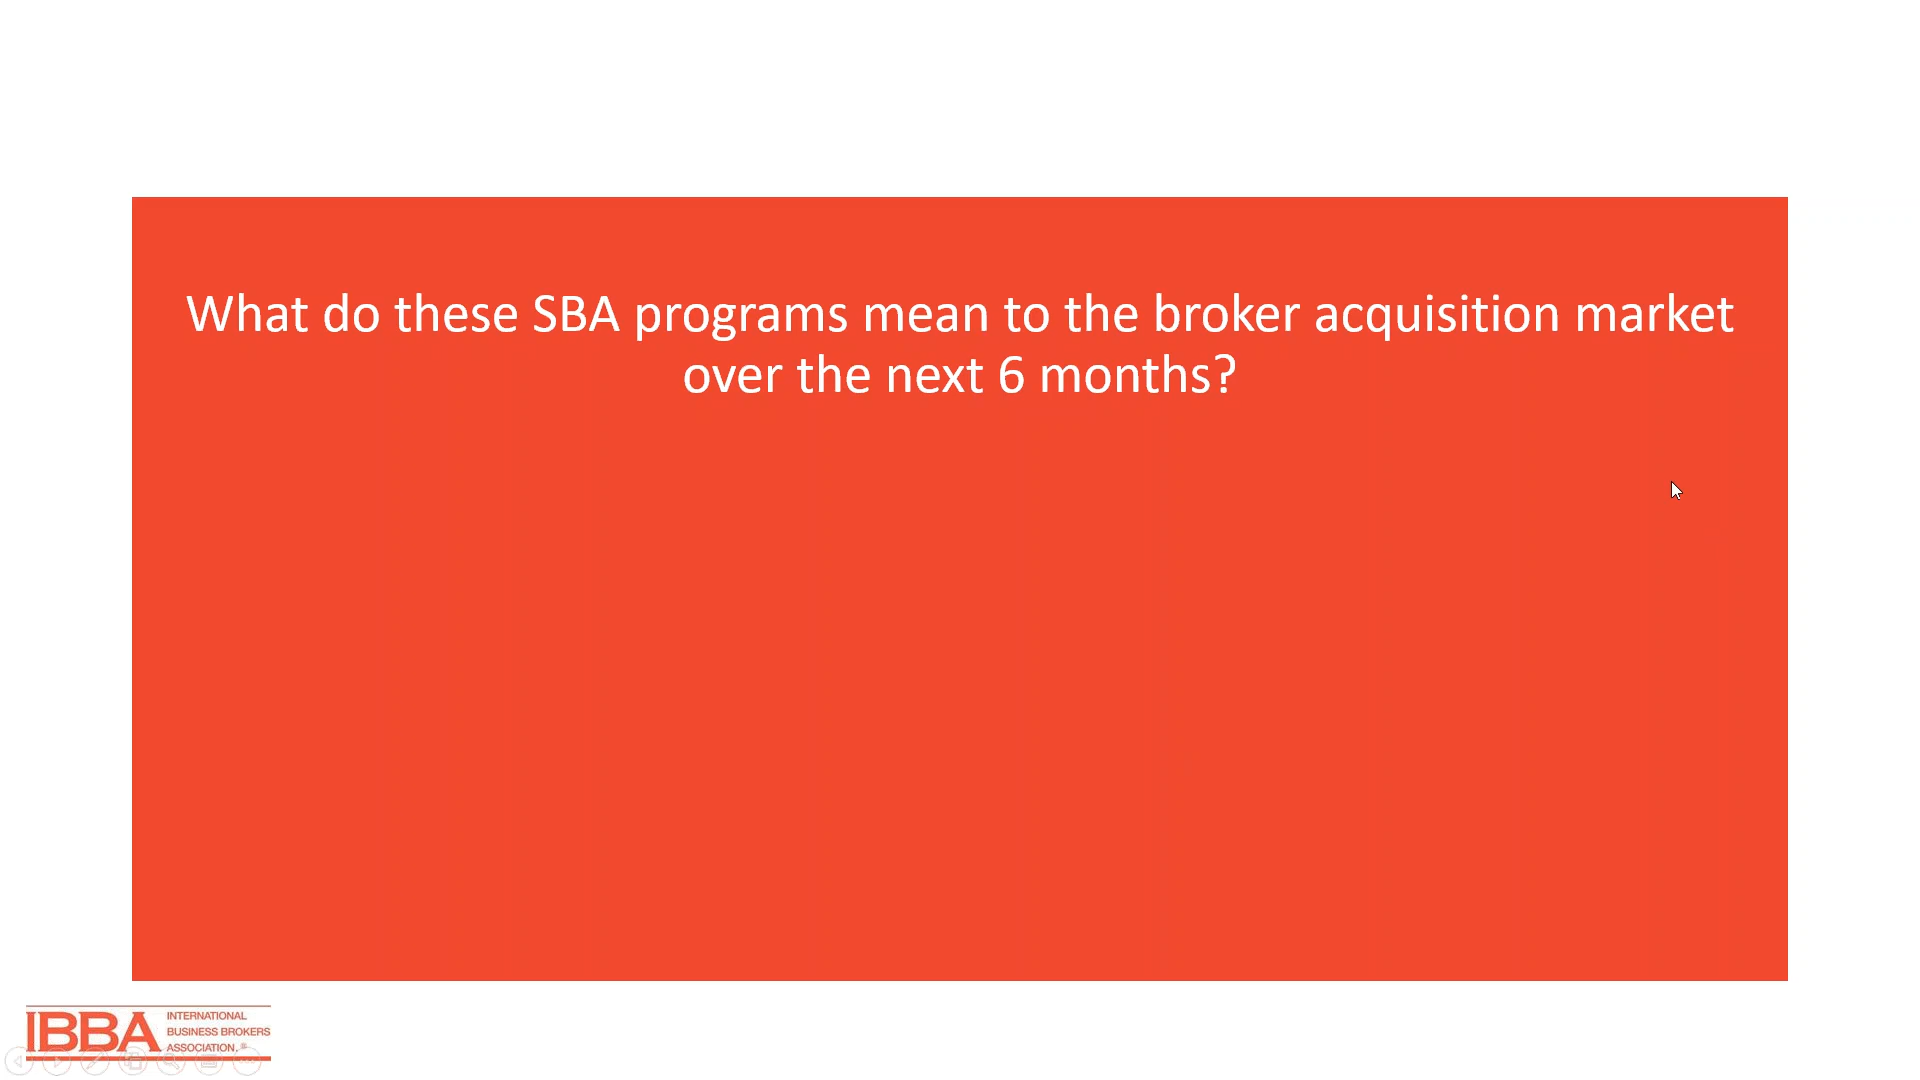 What do these SBA programs mean to the broker acquisition market
over the next 6 months?
IBBA
INTERNATIONAL
BUSINESS BROKERS
ASSOCIATION.®